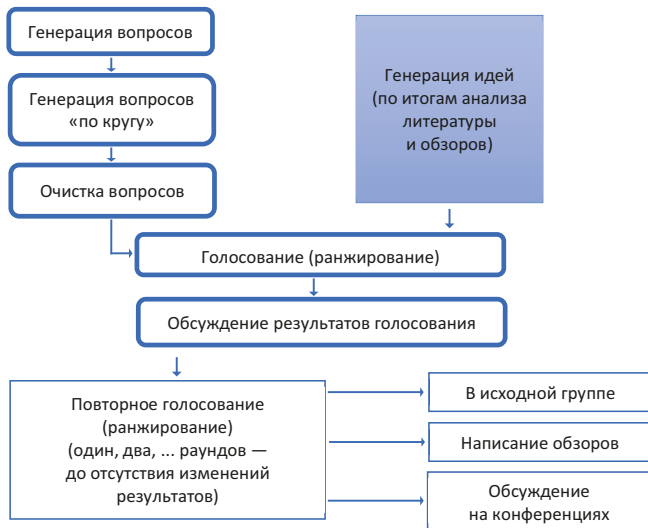 Генерация вопросов
Генерация вопросов
«по кругу»
Очистка вопросов
Генерация идей
(по итогам анализа
литературы
и обзоров)
Голосование (ранжирование)
Обсуждение результатов голосования
Повторное голосование
(ранжирование)
(один, два, ... раундов —
до отсутствия изменений
результатов)
В исходной группе
Написание обзоров
Обсуждение
на конференциях